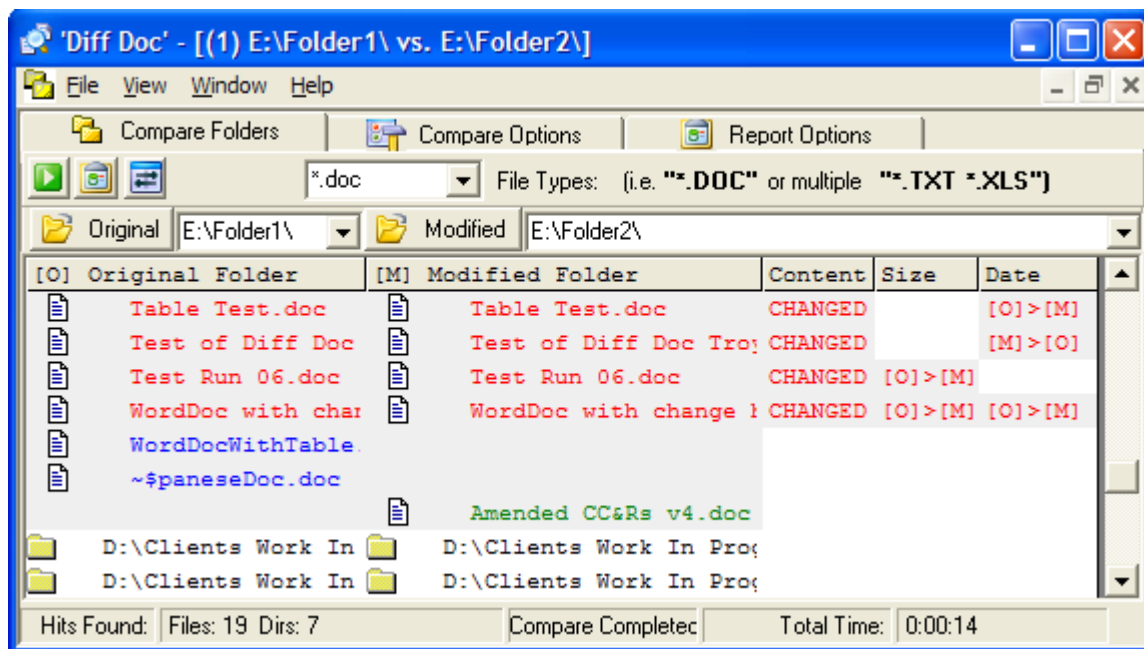 'Diff Doc' - [(1) E:\Folder1\ vs. E:\Folder2\]
File View Window Help
Compare Folders Compare Options Report Options
*.doc File Types: (i.e. "*.DOC" or multiple "*.TXT *.XLS")
Original E:\Folder1\ Modified E:\Folder2\
[O] Original Folder [M] Modified Folder Content Size Date
Table Test.doc Table Test.doc CHANGED [O]>[M]
Test of Diff Doc Test of Diff Doc Troy CHANGED [M]>[O]
Test Run 06.doc Test Run 06.doc CHANGED [O]>[M]
WordDoc with char WordDoc with change CHANGED [O]>[M] [O]>[M]
WordDocWithTable.
~$paneseDoc.doc
Amended CC&Rs v4.doc
D:\Clients Work In D:\Clients Work In Prog
D:\Clients Work In D:\Clients Work In Prog
Hits Found: Files: 19 Dirs: 7 Compare Completed Total Time: 0:00:14